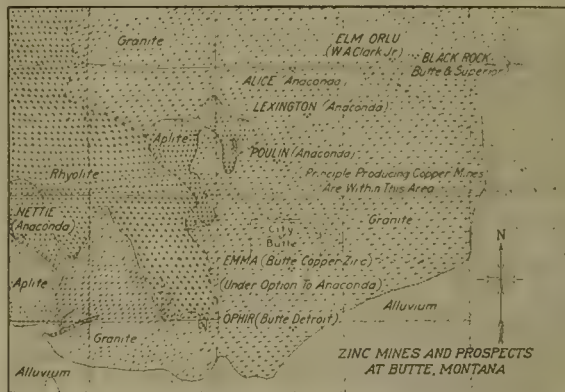 Granite
ELM ORLU
(W.A. Clark Jr.)
BLACK ROCK
Butte & Superior
ALICE (Anaconda)
LEXINGTON (Anaconda)
Aplite
POULIN (Anaconda)
Rhyolite
Principle Producing Copper Mines
Are Within This Area
NETTIE
(Anaconda)
Granite
City
Butte
N
EMMA (Butte Copper Zinc)
Aplite
(Under Option To Anaconda)
Alluvium
OPHIR (Butte Detroit)
Granite
ZINC MINES AND PROSPECTS
AT BUTTE, MONTANA
Alluvium